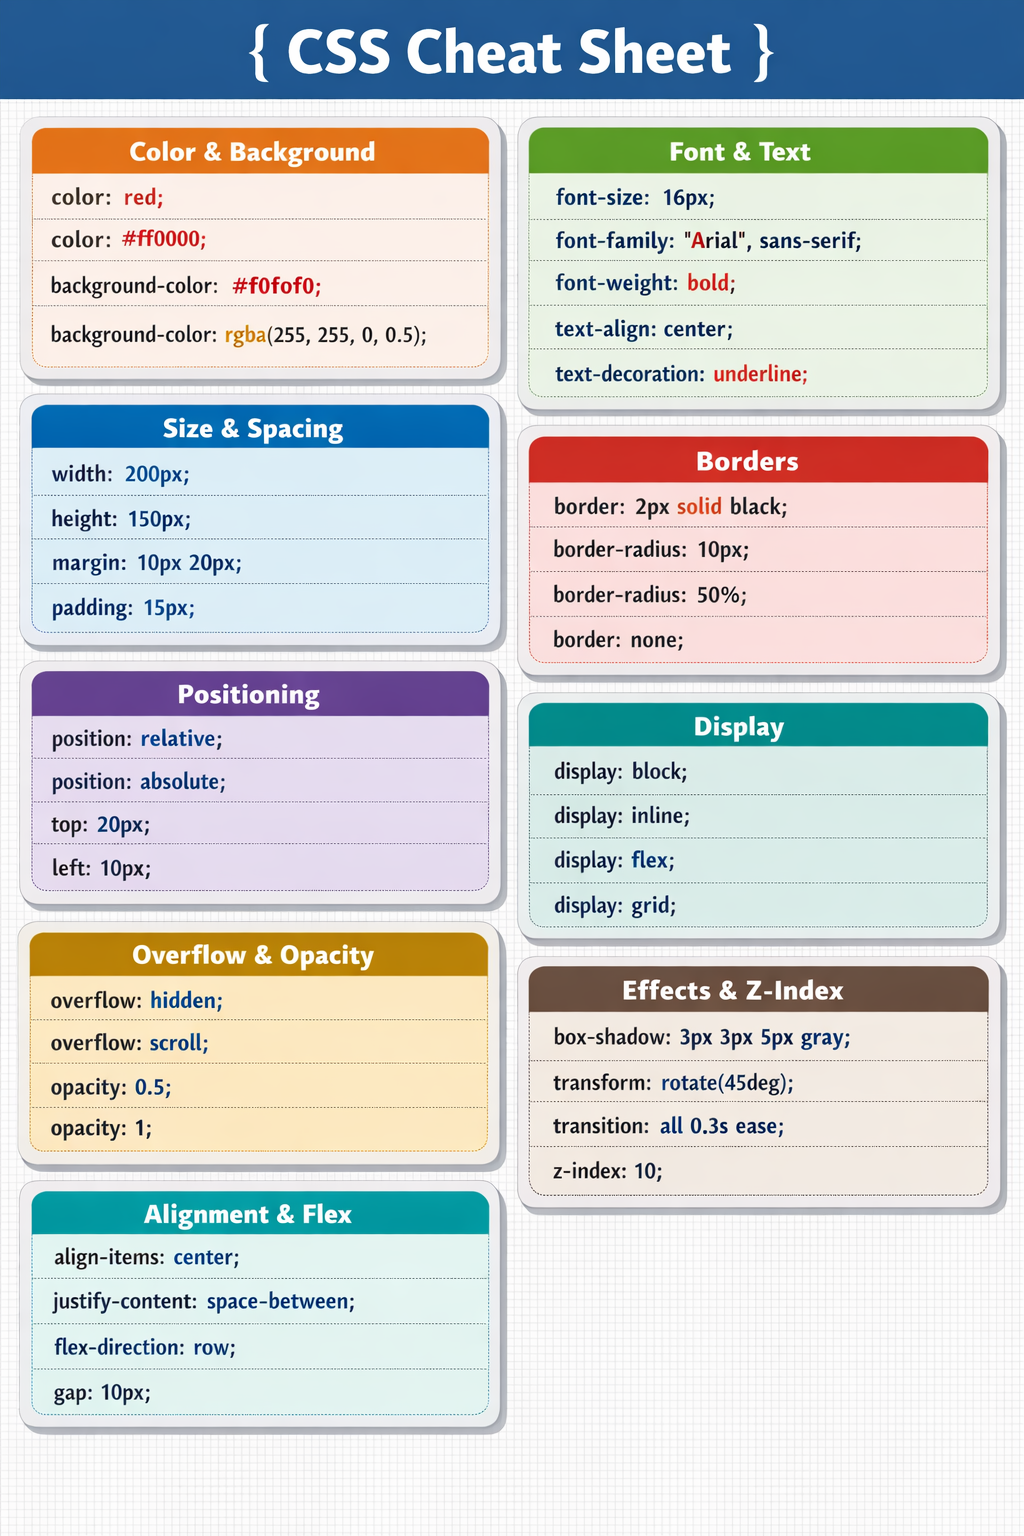 { CSS Cheat Sheet }
Color & Background
color: red;
color: #ff0000;
background-color: #f0fof0;
background-color: rgba(255, 255, 0, 0.5);
Size & Spacing
width: 200px;
height: 150px;
margin: 10px 20px;
padding: 15px;
Positioning
position: relative;
position: absolute;
top: 20px;
left: 10px;
Overflow & Opacity
overflow: hidden;
overflow: scroll;
opacity: 0.5;
opacity: 1;
Alignment & Flex
align-items: center;
justify-content: space-between;
flex-direction: row;
gap: 10px;
Font & Text
font-size: 16px;
font-family: "Arial", sans-serif;
font-weight: bold;
text-align: center;
text-decoration: underline;
Borders
border: 2px solid black;
border-radius: 10px;
border-radius: 50%;
border: none;
Display
display: block;
display: inline;
display: flex;
display: grid;
Effects & Z-Index
box-shadow: 3px 3px 5px gray;
transform: rotate(45deg);
transition: all 0.3s ease;
z-index: 10;